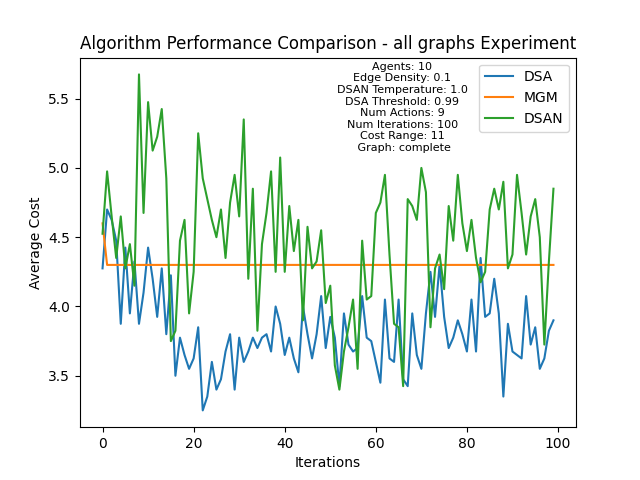 Algorithm Performance Comparison - all graphs Experiment
Agents: 10
Edge Density: 0.1
DSAN Temperature: 1.0
DSA Threshold: 0.99
Num Actions: 9
Num Iterations: 100
Cost Range: 11
Graph: complete
DSA
MGM
DSAN
Average Cost
5.5
5.0
4.5
4.0
3.5
0 20 40 60 80 100
Iterations